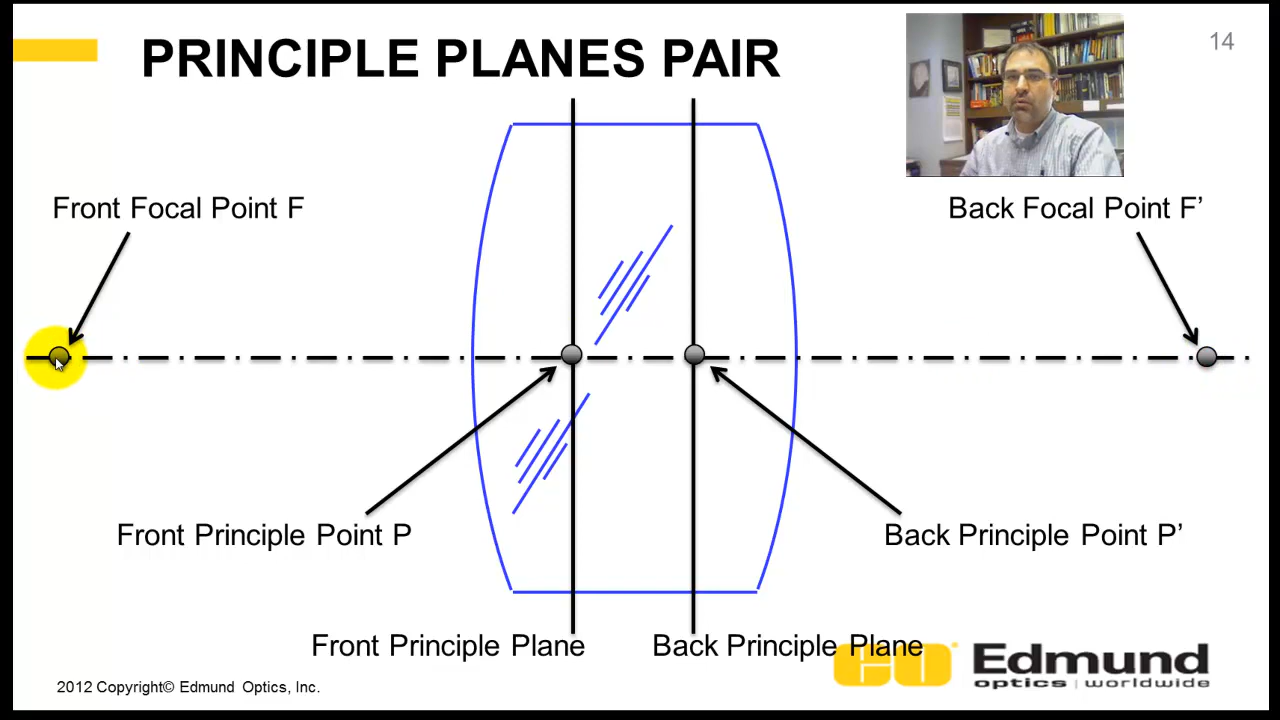 PRINCIPLE PLANES PAIR
14
Front Focal Point F
Back Focal Point F’
Front Principle Point P
Back Principle Point P’
Front Principle Plane
Back Principle Plane
EO
Edmund
optics | worldwide
2012 Copyright© Edmund Optics, Inc.